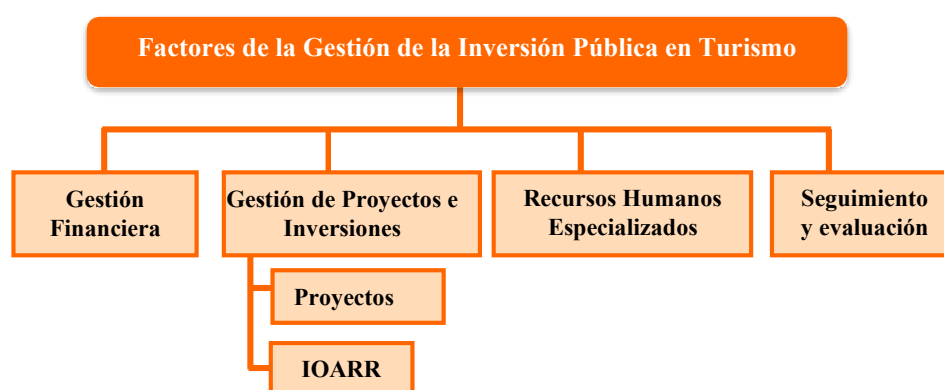 Factores de la Gestión de la Inversión Pública en Turismo
Gestión
Financiera
Gestión de Proyectos e
Inversiones
Recursos Humanos
Especializados
Seguimiento
y evaluación
Proyectos
IOARR